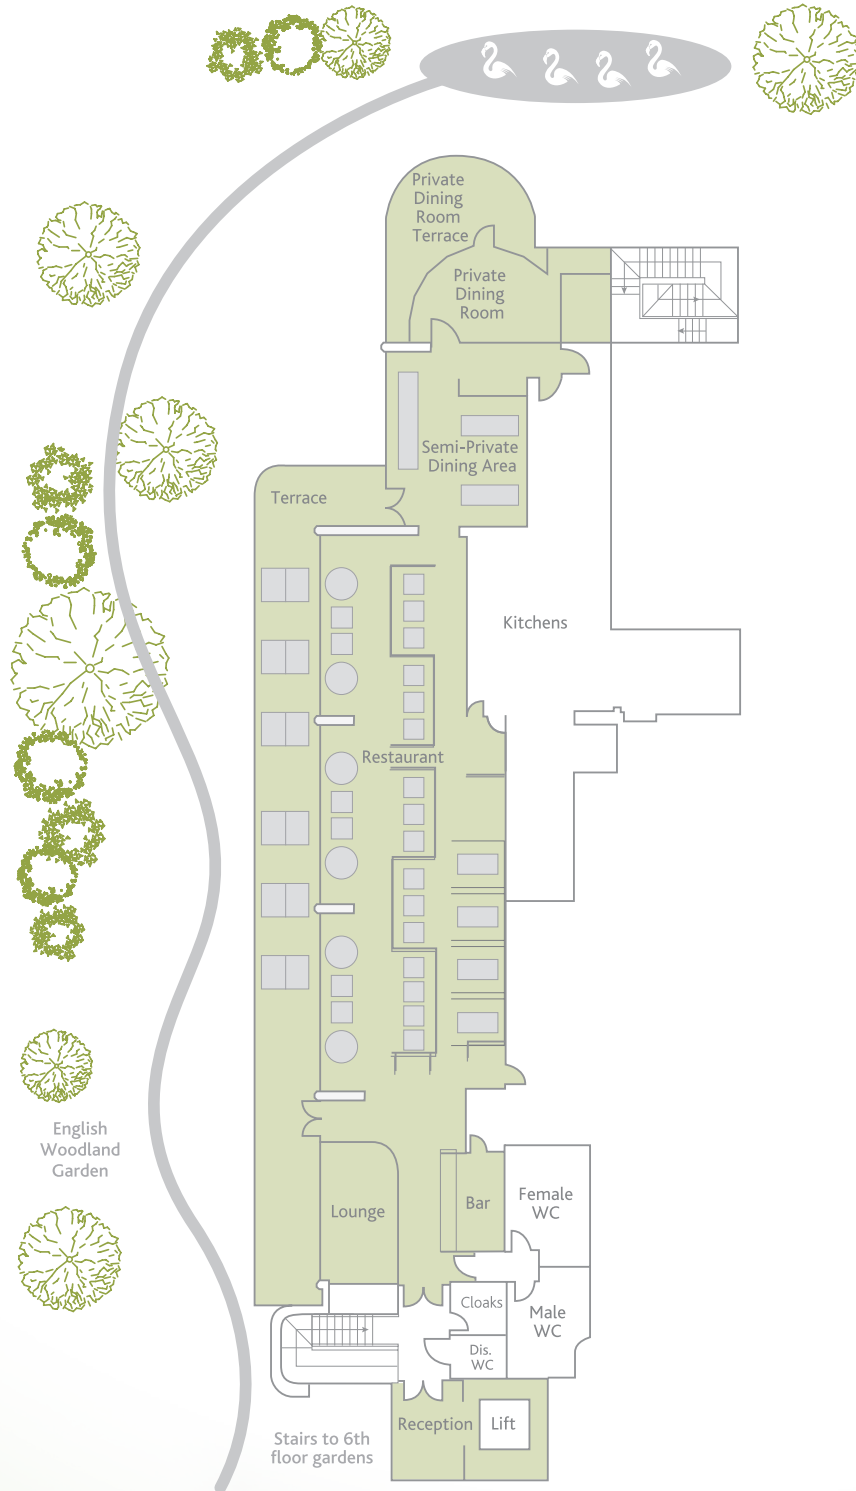 Private
Dining
Room
Terrace
Private
Dining
Room
Semi-Private
Dining Area
Terrace
Kitchens
Restaurant
English
Woodland
Garden
Lounge
Bar
Female
WC
Cloaks
Male
WC
Dis.
WC
Reception
Lift
Stairs to 6th
floor gardens